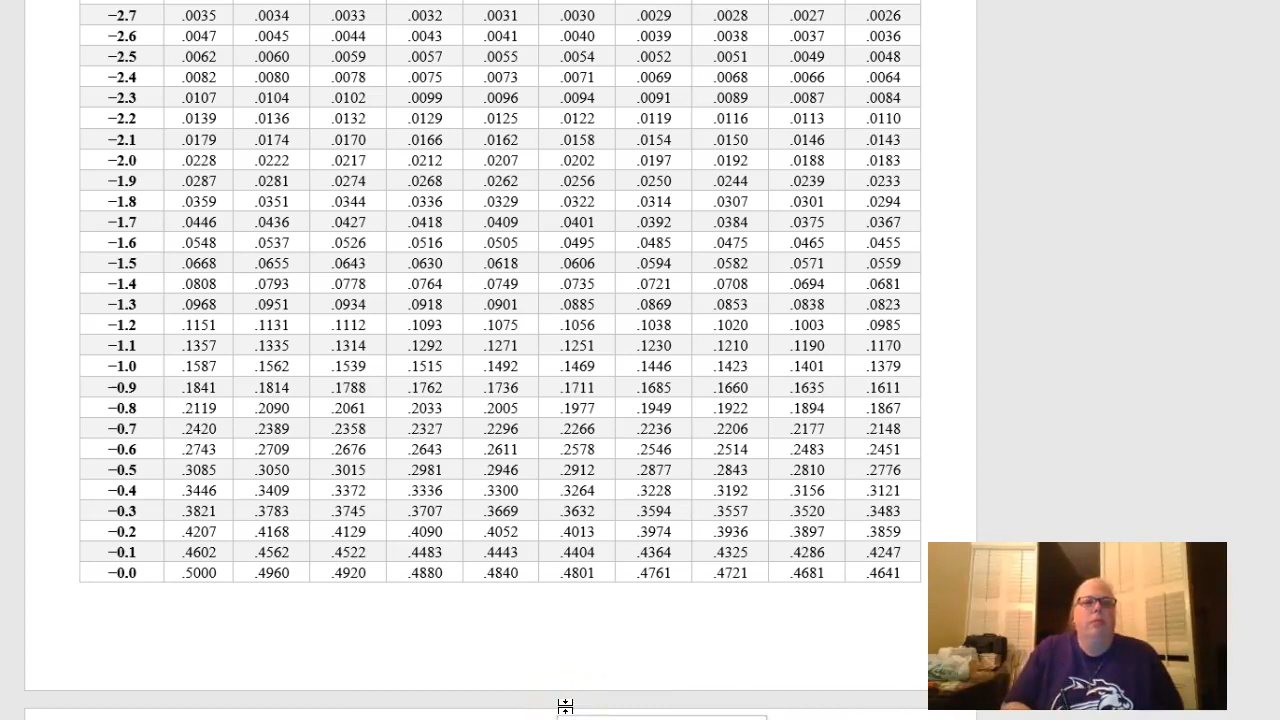 −2.7 .0035 .0034 .0033 .0032 .0031 .0030 .0029 .0028 .0027 .0026
−2.6 .0047 .0045 .0044 .0043 .0041 .0040 .0039 .0038 .0037 .0036
−2.5 .0062 .0060 .0059 .0057 .0055 .0054 .0052 .0051 .0049 .0048
−2.4 .0082 .0080 .0078 .0075 .0073 .0071 .0069 .0068 .0066 .0064
−2.3 .0107 .0104 .0102 .0099 .0096 .0094 .0091 .0089 .0087 .0084
−2.2 .0139 .0136 .0132 .0129 .0125 .0122 .0119 .0116 .0113 .0110
−2.1 .0179 .0174 .0170 .0166 .0162 .0158 .0154 .0150 .0146 .0143
−2.0 .0228 .0222 .0217 .0212 .0207 .0202 .0197 .0192 .0188 .0183
−1.9 .0287 .0281 .0274 .0268 .0262 .0256 .0250 .0244 .0239 .0233
−1.8 .0359 .0351 .0344 .0336 .0329 .0322 .0314 .0307 .0301 .0294
−1.7 .0446 .0436 .0427 .0418 .0409 .0401 .0392 .0384 .0375 .0367
−1.6 .0548 .0537 .0526 .0516 .0505 .0495 .0485 .0475 .0465 .0455
−1.5 .0668 .0655 .0643 .0630 .0618 .0606 .0594 .0582 .0571 .0559
−1.4 .0808 .0793 .0778 .0764 .0749 .0735 .0721 .0708 .0694 .0681
−1.3 .0968 .0951 .0934 .0918 .0901 .0885 .0869 .0853 .0838 .0823
−1.2 .1151 .1131 .1112 .1093 .1075 .1056 .1038 .1020 .1003 .0985
−1.1 .1357 .1335 .1314 .1292 .1271 .1251 .1230 .1210 .1190 .1170
−1.0 .1587 .1562 .1539 .1515 .1492 .1469 .1446 .1423 .1401 .1379
−0.9 .1841 .1814 .1788 .1762 .1736 .1711 .1685 .1660 .1635 .1611
−0.8 .2119 .2090 .2061 .2033 .2005 .1977 .1949 .1922 .1894 .1867
−0.7 .2420 .2389 .2358 .2327 .2296 .2266 .2236 .2206 .2177 .2148
−0.6 .2743 .2709 .2676 .2643 .2611 .2578 .2546 .2514 .2483 .2451
−0.5 .3085 .3050 .3015 .2981 .2946 .2912 .2877 .2843 .2810 .2776
−0.4 .3446 .3409 .3372 .3336 .3300 .3264 .3228 .3192 .3156 .3121
−0.3 .3821 .3783 .3745 .3707 .3669 .3632 .3594 .3557 .3520 .3483
−0.2 .4207 .4168 .4129 .4090 .4052 .4013 .3974 .3936 .3897 .3859
−0.1 .4602 .4562 .4522 .4483 .4443 .4404 .4364 .4325 .4286 .4247
−0.0 .5000 .4960 .4920 .4880 .4840 .4801 .4761 .4721 .4681 .4641